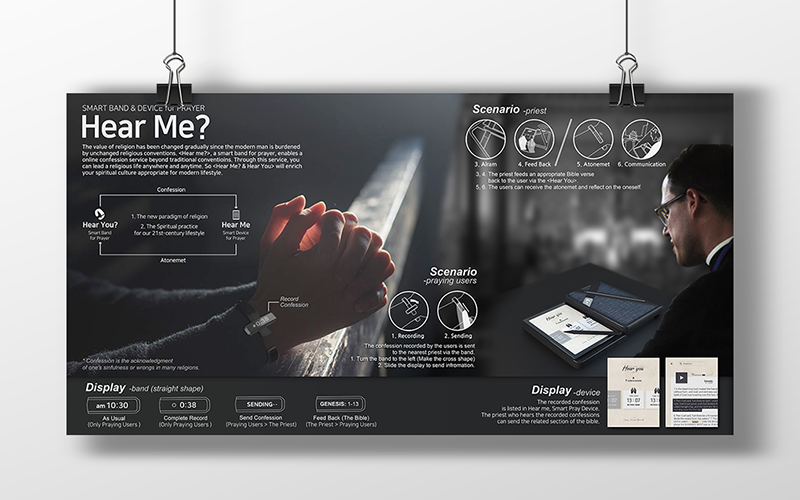 SMART BAND & DEVICE for PRAYER
Hear Me?
The value of religion has been changed gradually since the modern man is burdened
by unchanged religious conventions. <Hear me?>, a smart band for prayer, enables a
online confession service beyond traditional conventioins. Through this service, you
can lead a religious life anywhere and anytime. So <Hear Me? & Hear You> will enrich
your spiritual culture appropriate for modern lifestyle.
Confession
Hear You?
Smart Band
for Prayer
1. The new paradigm of religion
2. The Spiritual practice
for our 21st-century lifestyle
Hear Me
Smart Device
for Prayer
Atonemet
Record
Confession
0:38
* Confession is the acknowledgment
of one's sinfulness or wrongs in many religions.
Scenario -priest
3. Alram
4. Feed Back
5. Atonemet
6. Communication
3, 4. The priest feeds an appropriate Bible verse
back to the user via the <Hear You>.
5, 6. The users can receive the atonemet and reflect on the oneself.
Scenario
-praying users
1. Recording
2. Sending
The confession recorded by the users is sent
to the nearest priest via the band.
1. Turn the band to the left (Make the cross shape)
2. Slide the display to send infromation.
Display -band (straight shape)
am 10:30
As Usual
(Only Praying Users )
0:38
Complete Record
(Only Praying Users )
SENDING··
Send Confession
(Praying Users > The Priest)
GENESIS: 1-13
Feed Back (The Bible)
(The Priest > Praying Users)
Display -device
The recorded confession
is listed in Hear me, Smart Pray Device.
The priest who hears the recorded confessions
can send the related section of the bible.
Hear you
Hear you
13:07
13